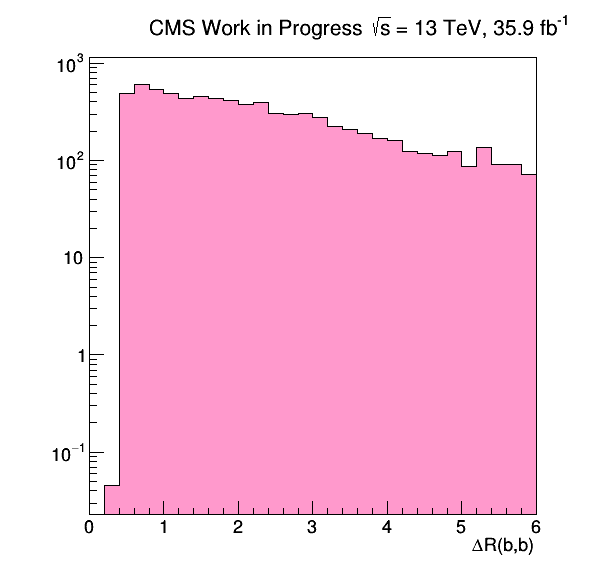 CMS Work in Progress √s = 13 TeV, 35.9 fb⁻¹
10³
10²
10
1
10⁻¹
0 1 2 3 4 5 6
ΔR(b,b)